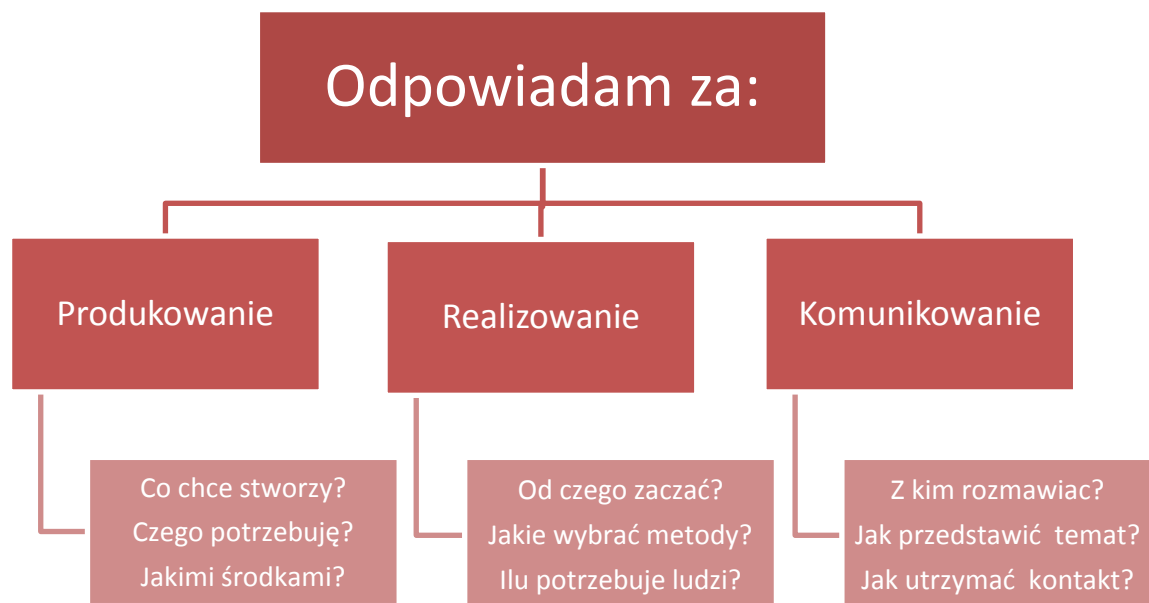 Odpowiadam za:
Produkowanie
Realizowanie
Komunikowanie
Co chce stworzy?
Czego potrzebuję?
Jakimi środkami?
Od czego zaczać?
Jakie wybrać metody?
Ilu potrzebuje ludzi?
Z kim rozmawiac?
Jak przedstawić  temat?
Jak utrzymać  kontakt?